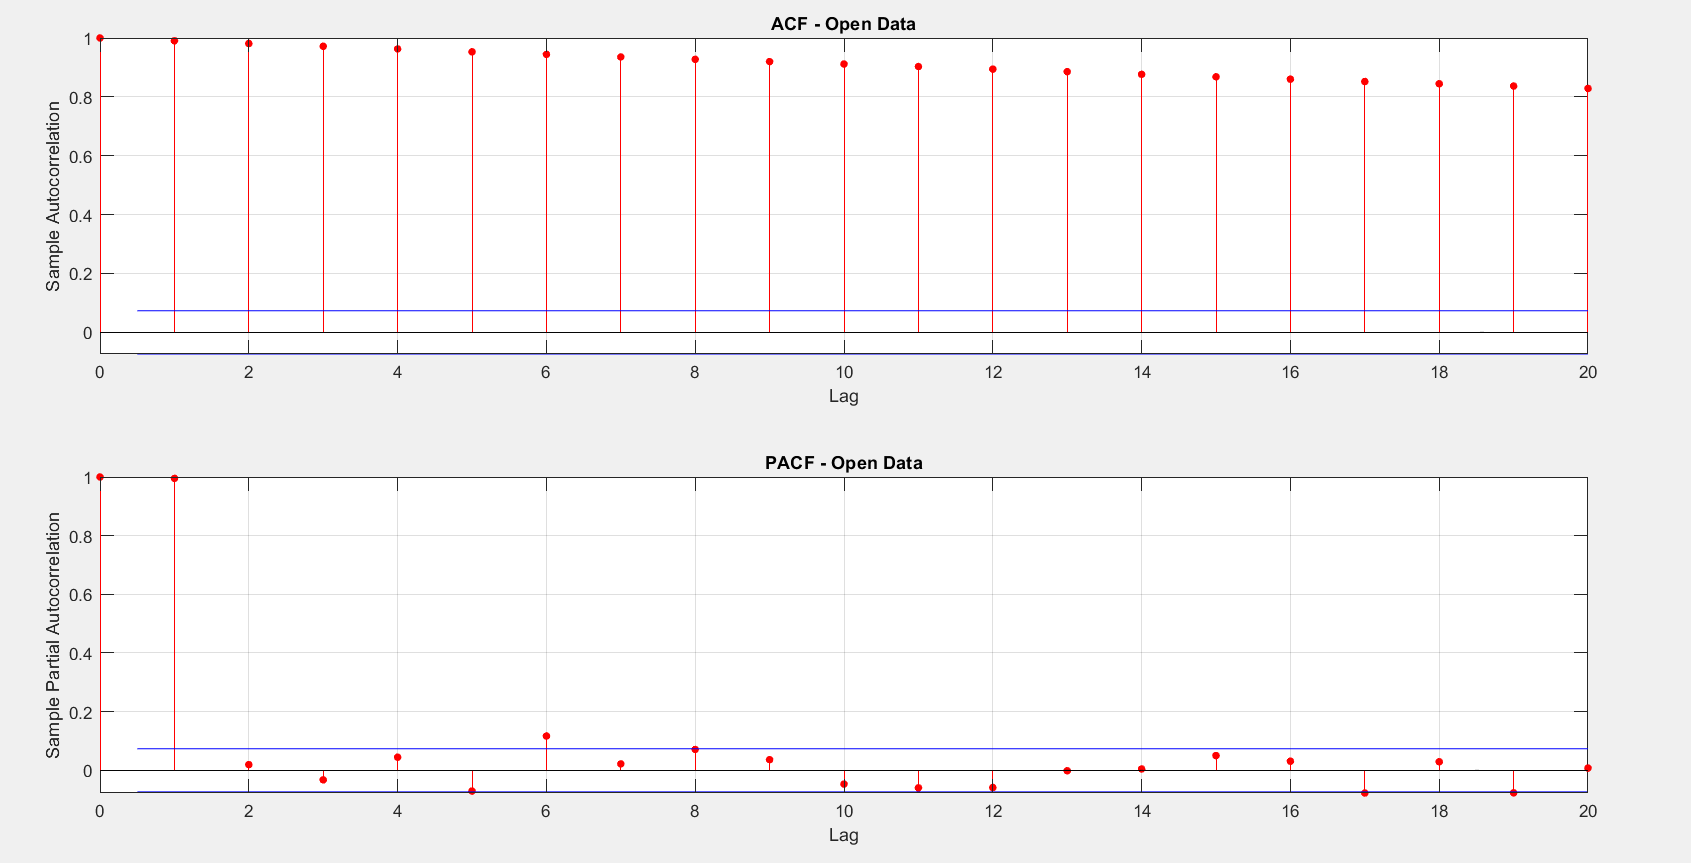 ACF - Open Data
Sample Autocorrelation
1
0.8
0.6
0.4
0.2
0
0 2 4 6 8 10 12 14 16 18 20
Lag
PACF - Open Data
Sample Partial Autocorrelation
1
0.8
0.6
0.4
0.2
0
0 2 4 6 8 10 12 14 16 18 20
Lag